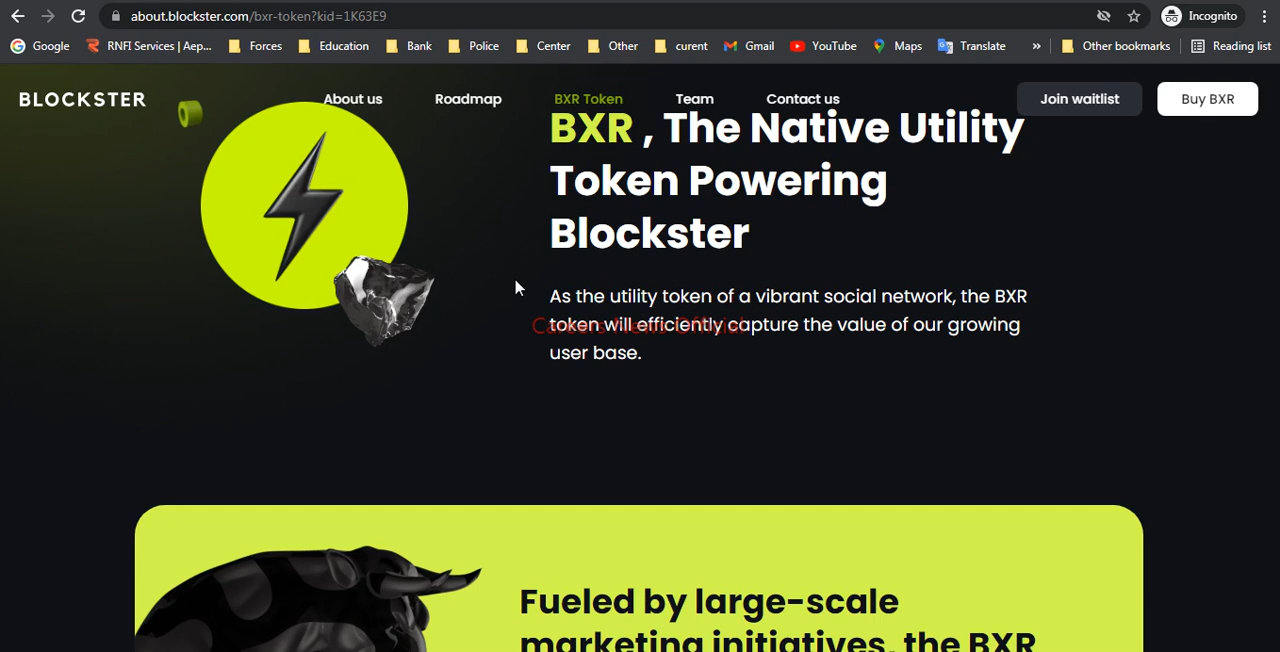 about.blockster.com/bxr-token?kid=1K63E9
Incognito
Google
RNFI Services | Aep...
Forces
Education
Bank
Police
Center
Other
curent
Gmail
YouTube
Maps
Translate
»
Other bookmarks
Reading list
BLOCKSTER
About us
Roadmap
BXR Token
Team
Contact us
Join waitlist
Buy BXR
BXR , The Native Utility
Token Powering
Blockster
As the utility token of a vibrant social network, the BXR
token will efficiently capture the value of our growing
user base.
Careers News Official
Fueled by large-scale
marketing initiatives, the BXR